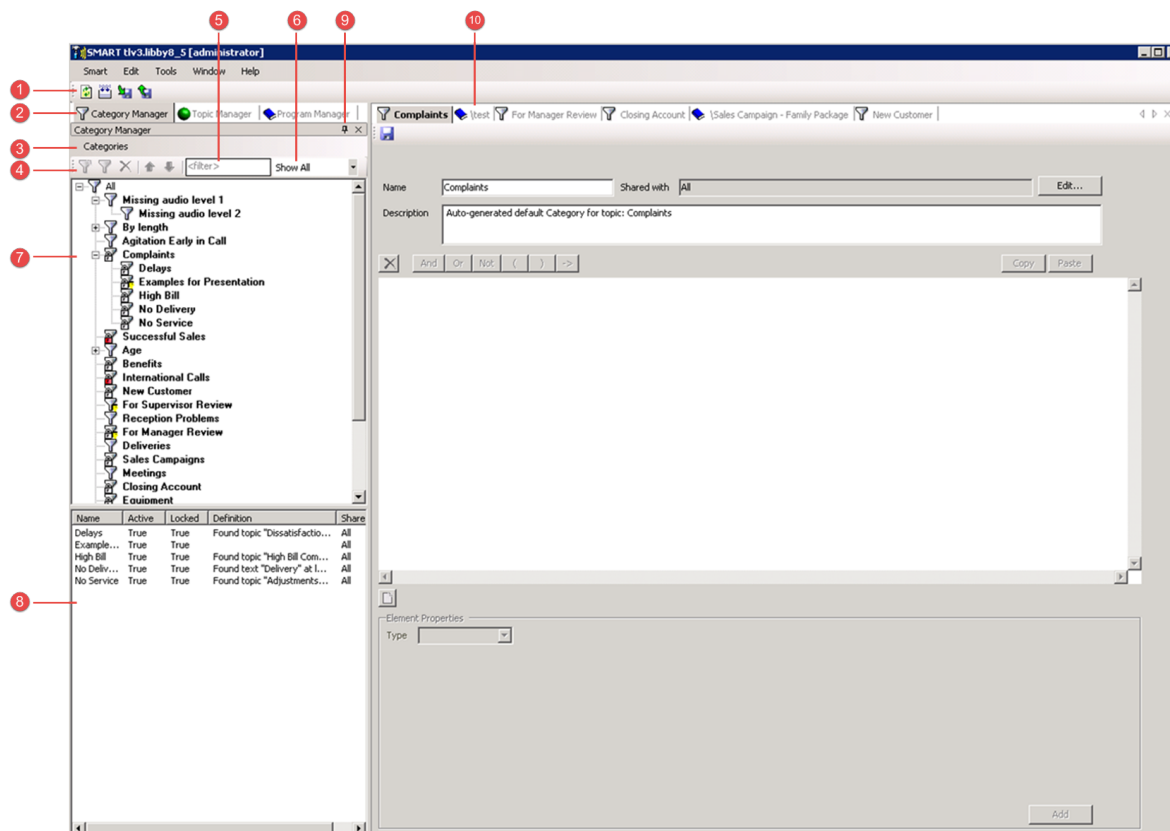 5 6 9 10
SMART tlv3.libby8_5 [administrator]
Smart Edit Tools Window Help
1
2
Category Manager Topic Manager Program Manager
Complaints \test For Manager Review Closing Account \Sales Campaign - Family Package New Customer
Category Manager
3
Categories
4
<filter> Show All
All
Missing audio level 1
Missing audio level 2
By length
Agitation Early in Call
7
Complaints
Delays
Examples for Presentation
High Bill
No Delivery
No Service
Successful Sales
Age
Benefits
International Calls
New Customer
For Supervisor Review
Reception Problems
For Manager Review
Deliveries
Sales Campaigns
Meetings
Closing Account
Equipment
Name Active Locked Definition Share
Delays True True Found topic "Dissatisfactio... All
Example... True True All
High Bill True True Found topic "High Bill Com... All
No Deliv... True True Found text "Delivery" at l... All
No Service True True Found topic "Adjustments... All
8
Name Complaints Shared with All Edit...
Description Auto-generated default Category for topic: Complaints
And Or Not ( ) -> Copy Paste
Element Properties
Type
Add